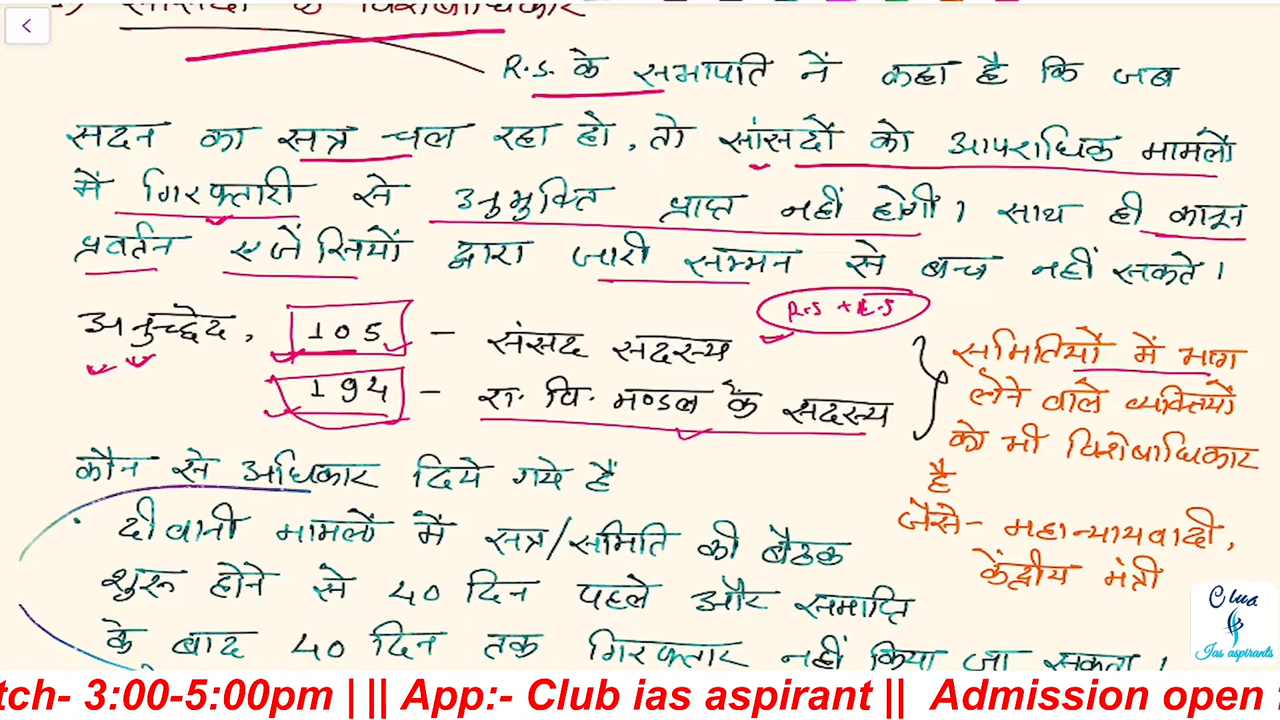 सांसदों के विशेषाधिकार
R.S. के सभापति नें कहा है कि जब
सदन का सत्र चल रहा हो, तो सांसदों को आपराधिक मामलों
में गिरफ्तारी से उनुमुक्ति प्राप्त नहीं होगी। साथ ही कानून
प्रवर्तन एजेंसियों द्वारा जारी सम्मन से बच नहीं सकते।
अनुच्छेद, 105 – संसद सदस्य
R.S + L.S
194 – रा. वि. मण्डल के सदस्य
समितियों में भाग
लेने वाले व्यक्तियों
को भी विशेषाधिकार
है
जैसे- महान्यायवादी,
केंद्रीय मंत्री
कौन से अधिकार दिये गये हैं
दीवानी मामलों में सत्र/समिति की बैठक
शुरू होने से 40 दिन पहले और समाप्ति
के बाद 40 दिन तक गिरफ्तार नहीं किया जा सकता।
Club
Ias aspirants
tch- 3:00-5:00pm | || App:- Club ias aspirant || Admission open